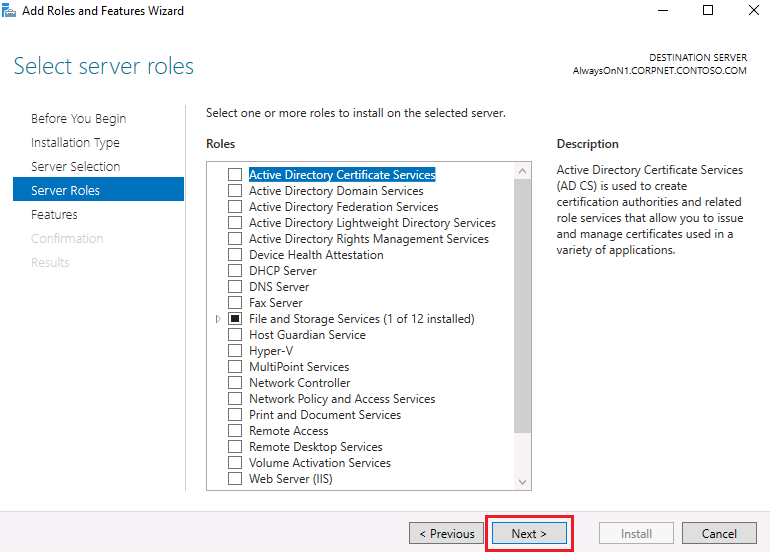 Add Roles and Features Wizard
Select server roles
DESTINATION SERVER
AlwaysOnN1.CORPNET.CONTOSO.COM
Before You Begin
Installation Type
Server Selection
Server Roles
Features
Confirmation
Results
Select one or more roles to install on the selected server.
Roles
Active Directory Certificate Services
Active Directory Domain Services
Active Directory Federation Services
Active Directory Lightweight Directory Services
Active Directory Rights Management Services
Device Health Attestation
DHCP Server
DNS Server
Fax Server
File and Storage Services (1 of 12 installed)
Host Guardian Service
Hyper-V
MultiPoint Services
Network Controller
Network Policy and Access Services
Print and Document Services
Remote Access
Remote Desktop Services
Volume Activation Services
Web Server (IIS)
Description
Active Directory Certificate Services
(AD CS) is used to create
certification authorities and related
role services that allow you to issue
and manage certificates used in a
variety of applications.
< Previous
Next >
Install
Cancel